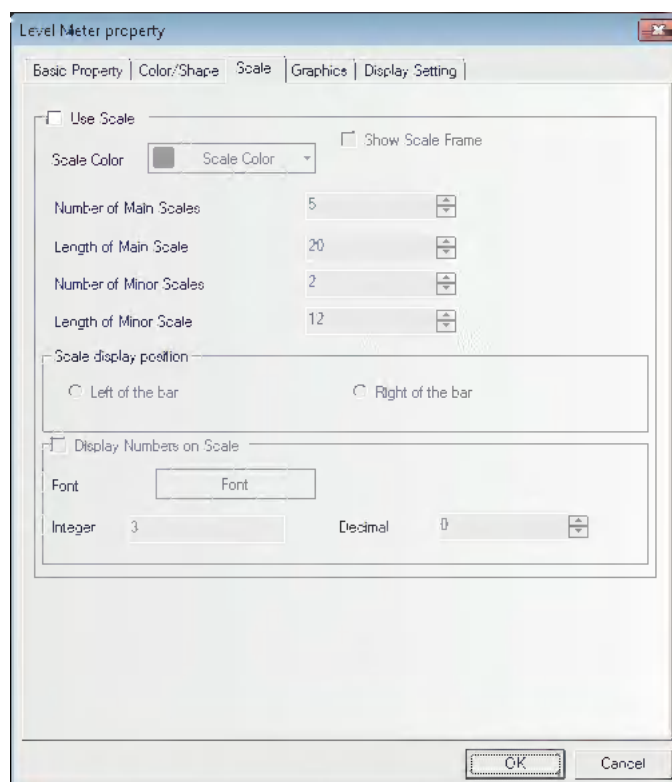 Level Meter property
Basic Property Color/Shape Scale Graphics Display Setting
Use Scale
Show Scale Frame
Scale Color Scale Color
Number of Main Scales 5
Length of Main Scale 20
Number of Minor Scales 2
Length of Minor Scale 12
Scale display position
Left of the bar Right of the bar
Display Numbers on Scale
Font Font
Integer 3 Decimal 0
OK Cancel